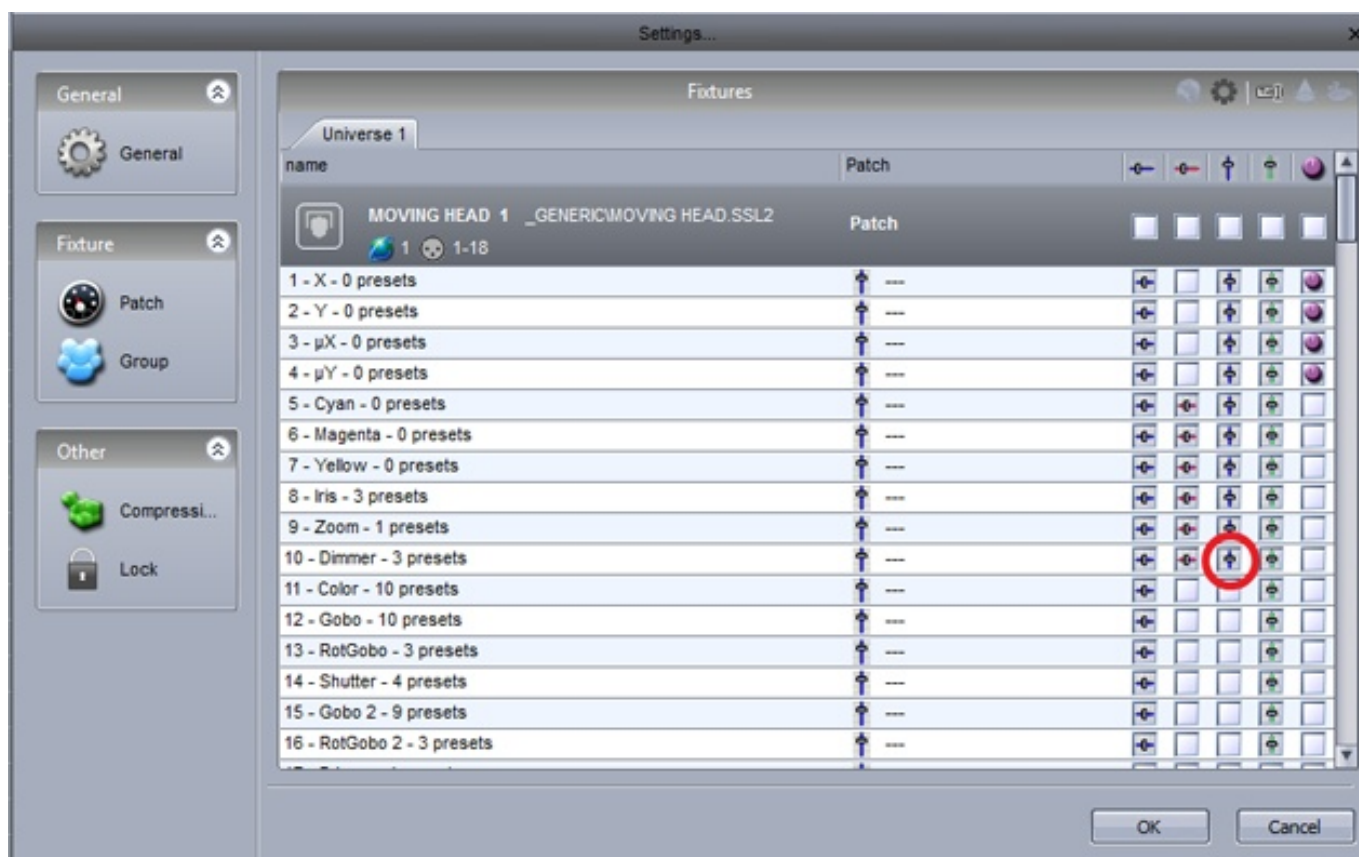 Settings...
General
General
Fixture
Patch
Group
Other
Compressi...
Lock
Fixtures
Universe 1
name Patch
MOVING HEAD 1 _GENERIC\MOVING HEAD.SSL2 Patch
1 1-18
1 - X - 0 presets ---
2 - Y - 0 presets ---
3 - µX - 0 presets ---
4 - µY - 0 presets ---
5 - Cyan - 0 presets ---
6 - Magenta - 0 presets ---
7 - Yellow - 0 presets ---
8 - Iris - 3 presets ---
9 - Zoom - 1 presets ---
10 - Dimmer - 3 presets ---
11 - Color - 10 presets ---
12 - Gobo - 10 presets ---
13 - RotGobo - 3 presets ---
14 - Shutter - 4 presets ---
15 - Gobo 2 - 9 presets ---
16 - RotGobo 2 - 3 presets ---
OK Cancel